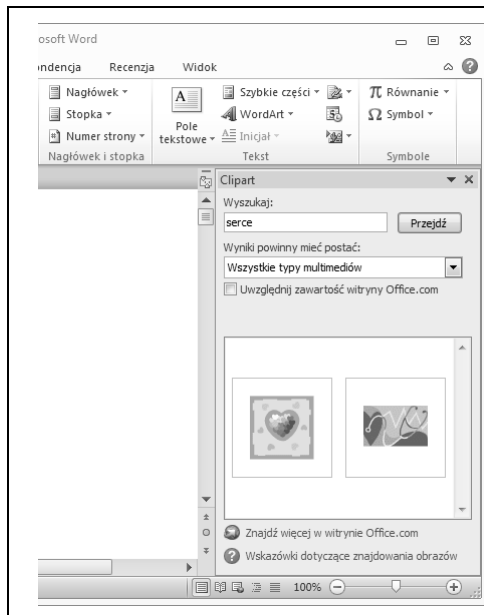 osoft Word
ndencja Recenzja Widok
Nagłówek
Stopka
Numer strony
Nagłówek i stopka
A
Pole
tekstowe
Szybkie części
WordArt
Inicjał
Tekst
π Równanie
Ω Symbol
Symbole
Clipart
Wyszukaj:
serce Przejdź
Wyniki powinny mieć postać:
Wszystkie typy multimediów
Uwzględnij zawartość witryny Office.com
Znajdź więcej w witrynie Office.com
Wskazówki dotyczące znajdowania obrazów
100%